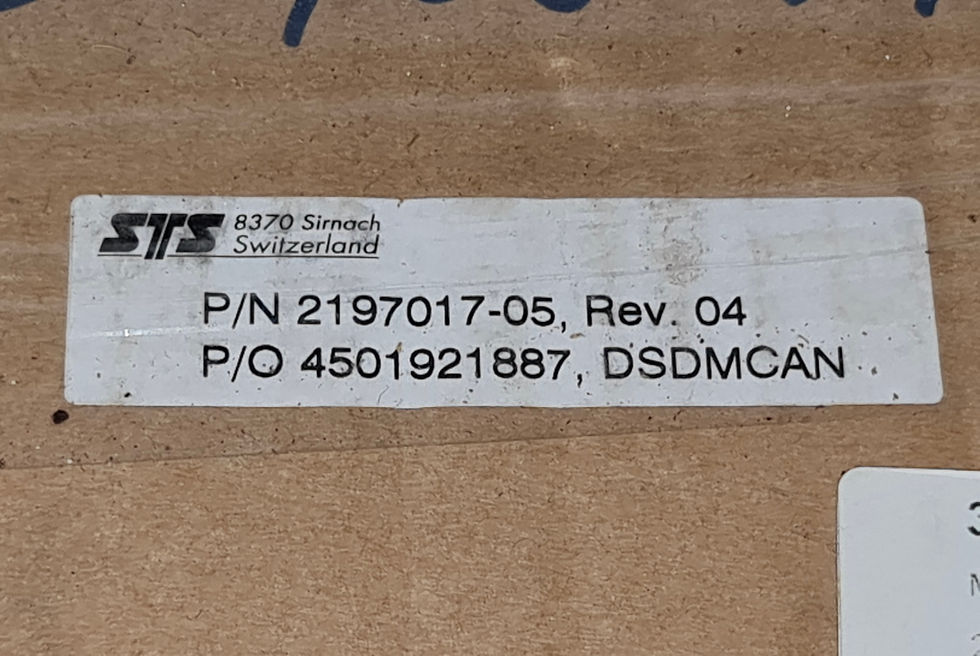 STS 8370 Sirnach
Switzerland
P/N 2197017-05, Rev. 04
P/O 4501921887, DSDMCAN